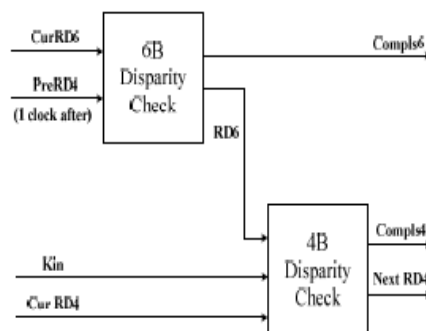 CurRD6
PreRD4
(1 clock after)
6B
Disparity
Check
Compls6
RD6
Kin
Cur RD4
4B
Disparity
Check
Compls4
Next RD4